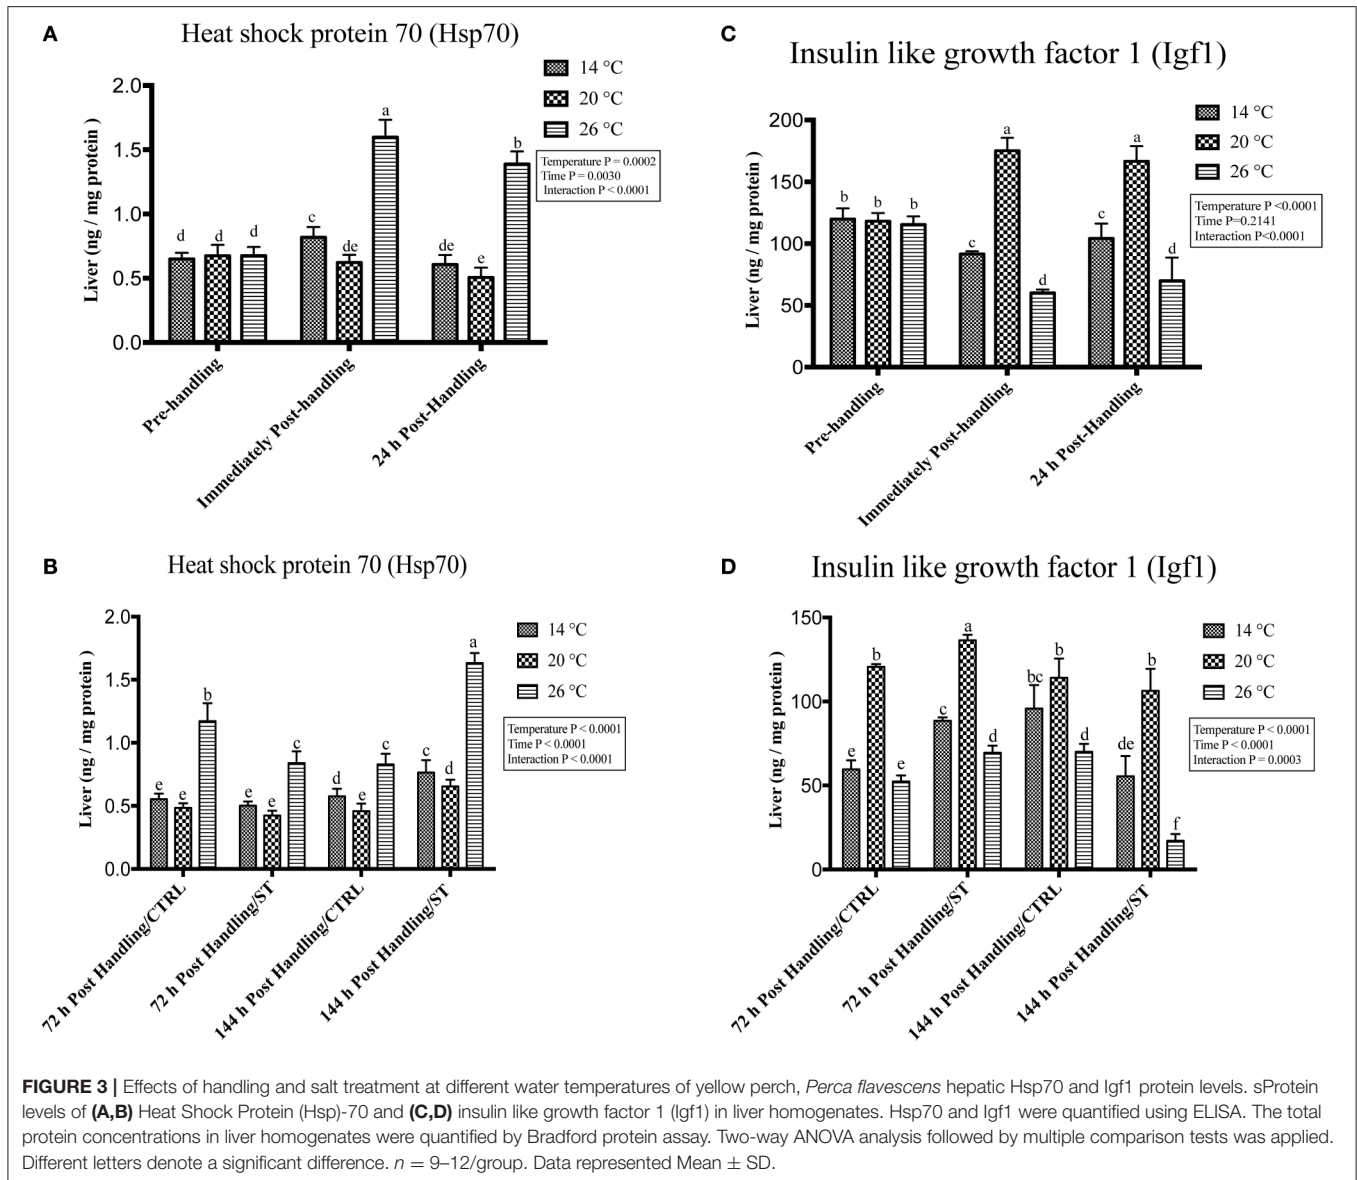 A
Heat shock protein 70 (Hsp70)
14 °C
20 °C
26 °C
Temperature P = 0.0002
Time P = 0.0030
Interaction P < 0.0001
Liver (ng / mg protein )
2.0
1.5
1.0
0.5
0.0
d d d
c de a
de e b
Pre-handling
Immediately Post-handling
24 h Post-Handling
C
Insulin like growth factor 1 (Igf1)
14 °C
20 °C
26 °C
Temperature P <0.0001
Time P=0.2141
Interaction P<0.0001
Liver (ng / mg protein )
200
150
100
50
0
b b b
c a d
c a d
Pre-handling
Immediately Post-handling
24 h Post-Handling
B
Heat shock protein 70 (Hsp70)
14 °C
20 °C
26 °C
Temperature P < 0.0001
Time P < 0.0001
Interaction P < 0.0001
Liver (ng / mg protein )
2.0
1.5
1.0
0.5
0.0
e e b
e e c
d e c
c d a
72 h Post Handling/CTRL
72 h Post Handling/ST
144 h Post Handling/CTRL
144 h Post Handling/ST
D
Insulin like growth factor 1 (Igf1)
14 °C
20 °C
26 °C
Temperature P < 0.0001
Time P < 0.0001
Interaction P = 0.0003
Liver (ng / mg protein )
150
100
50
0
e b e
c a d
bc b d
de b f
72 h Post Handling/CTRL
72 h Post Handling/ST
144 h Post Handling/CTRL
144 h Post Handling/ST
FIGURE 3 | Effects of handling and salt treatment at different water temperatures of yellow perch, Perca flavescens hepatic Hsp70 and Igf1 protein levels. sProtein
levels of (A,B) Heat Shock Protein (Hsp)-70 and (C,D) insulin like growth factor 1 (Igf1) in liver homogenates. Hsp70 and Igf1 were quantified using ELISA. The total
protein concentrations in liver homogenates were quantified by Bradford protein assay. Two-way ANOVA analysis followed by multiple comparison tests was applied.
Different letters denote a significant difference. n = 9–12/group. Data represented Mean ± SD.